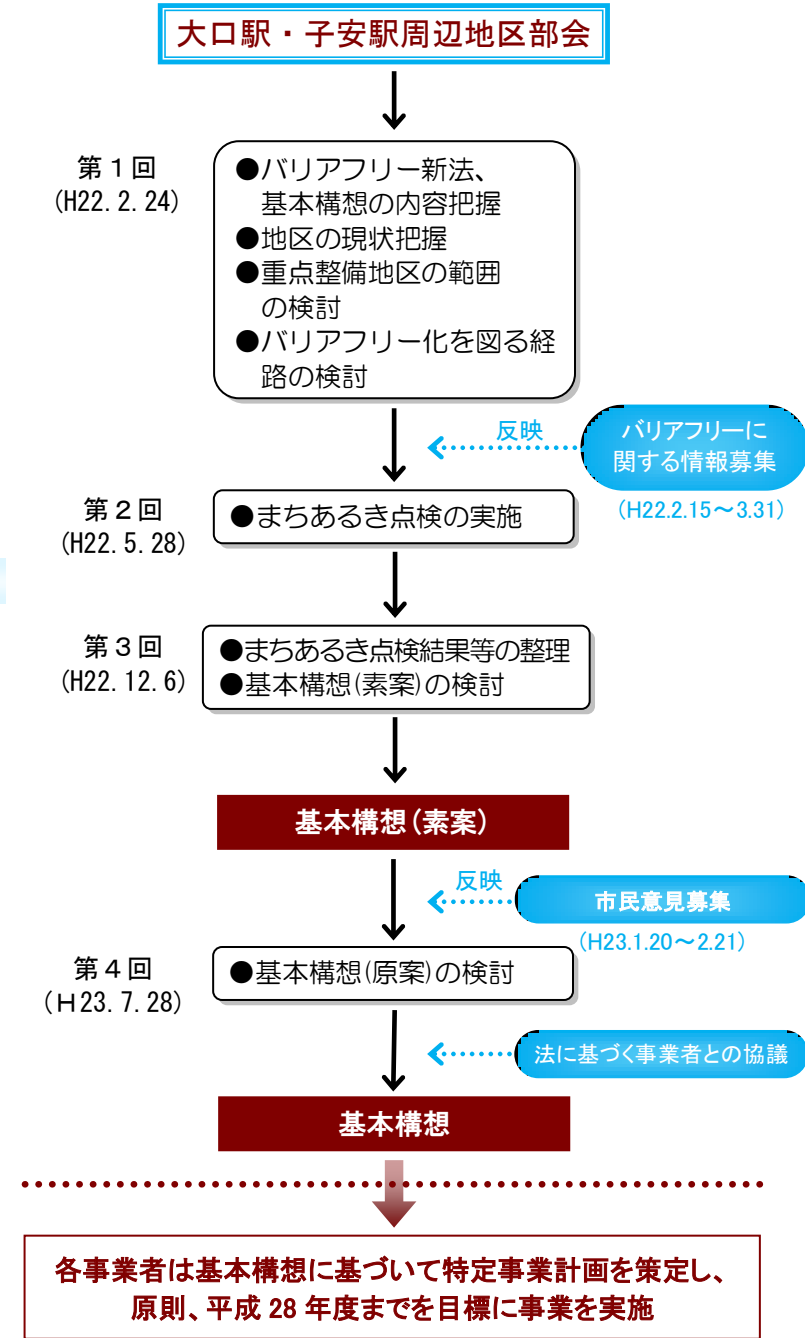 大口駅・子安駅周辺地区部会
第１回
(H22.2.24)
●バリアフリー新法、
基本構想の内容把握
●地区の現状把握
●重点整備地区の範囲
の検討
●バリアフリー化を図る経
路の検討
反映
バリアフリーに
関する情報募集
(H22.2.15～3.31)
第２回
(H22.5.28)
●まちあるき点検の実施
第３回
(H22.12.6)
●まちあるき点検結果等の整理
●基本構想(素案)の検討
基本構想(素案)
反映
市民意見募集
(H23.1.20～2.21)
第４回
(Ｈ23.7.28)
●基本構想(原案)の検討
法に基づく事業者との協議
基本構想
各事業者は基本構想に基づいて特定事業計画を策定し、
原則、平成 28 年度までを目標に事業を実施